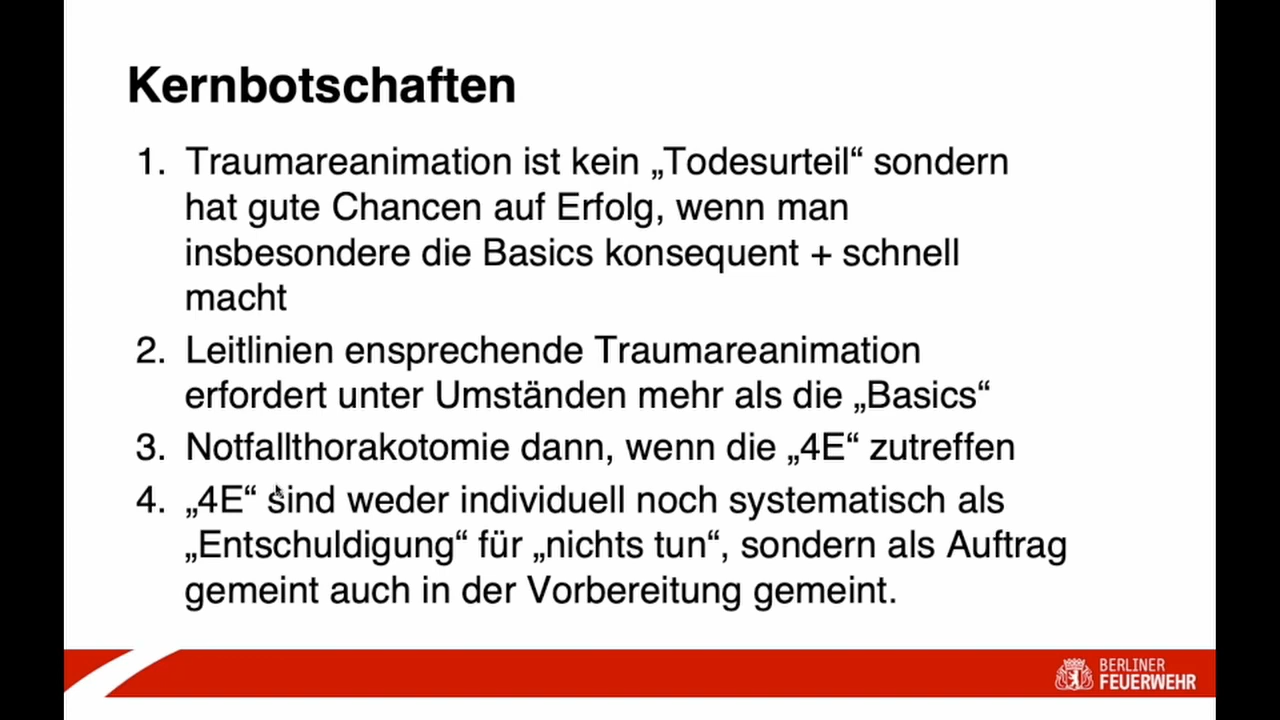 Kernbotschaften
1. Traumareanimation ist kein „Todesurteil“ sondern
hat gute Chancen auf Erfolg, wenn man
insbesondere die Basics konsequent + schnell
macht
2. Leitlinien ensprechende Traumareanimation
erfordert unter Umständen mehr als die „Basics“
3. Notfallthorakotomie dann, wenn die „4E“ zutreffen
4. „4E“ sind weder individuell noch systematisch als
„Entschuldigung“ für „nichts tun“, sondern als Auftrag
gemeint auch in der Vorbereitung gemeint.
BERLINER
FEUERWEHR